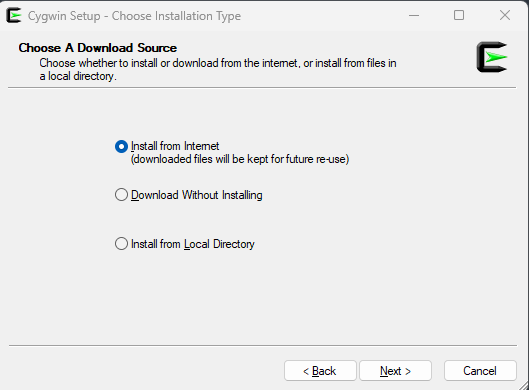 Cygwin Setup - Choose Installation Type
Choose A Download Source
Choose whether to install or download from the internet, or install from files in
a local directory.
Install from Internet
(downloaded files will be kept for future re-use)
Download Without Installing
Install from Local Directory
< Back
Next >
Cancel